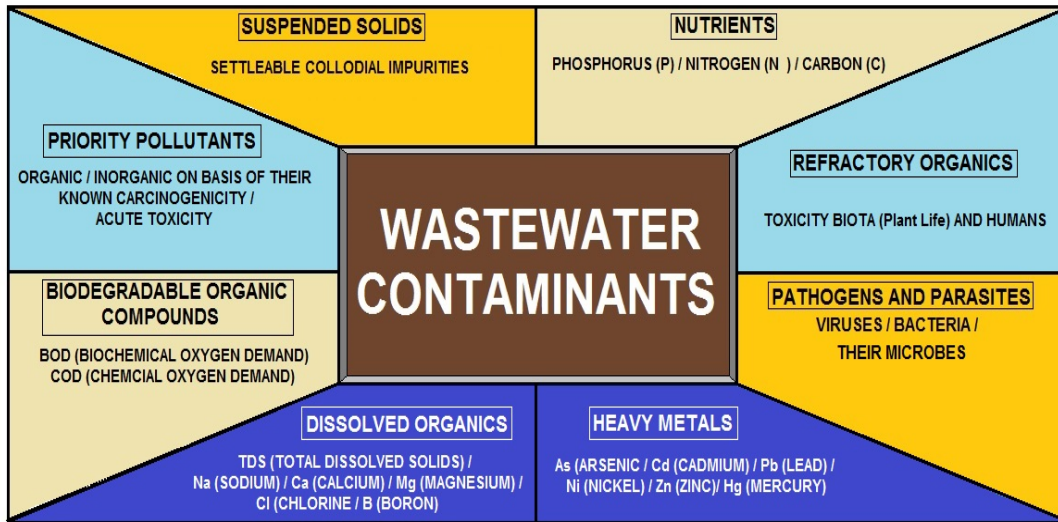 SUSPENDED SOLIDS
SETTLEABLE COLLODIAL IMPURITIES
NUTRIENTS
PHOSPHORUS (P) / NITROGEN (N  ) / CARBON (C)
PRIORITY POLLUTANTS
ORGANIC / INORGANIC ON BASIS OF THEIR
KNOWN CARCINOGENICITY /
ACUTE TOXICITY
REFRACTORY ORGANICS
TOXICITY BIOTA (Plant Life) AND HUMANS
WASTEWATER
CONTAMINANTS
BIODEGRADABLE ORGANIC
COMPOUNDS
BOD (BIOCHEMICAL OXYGEN DEMAND)
COD (CHEMCIAL OXYGEN DEMAND)
PATHOGENS AND PARASITES
VIRUSES / BACTERIA /
THEIR MICROBES
DISSOLVED ORGANICS
TDS (TOTAL DISSOLVED SOLIDS) /
Na (SODIUM) / Ca (CALCIUM) / Mg (MAGNESIUM) /
Cl (CHLORINE / B (BORON)
HEAVY METALS
As (ARSENIC / Cd (CADMIUM) / Pb (LEAD) /
Ni (NICKEL) / Zn (ZINC)/ Hg (MERCURY)